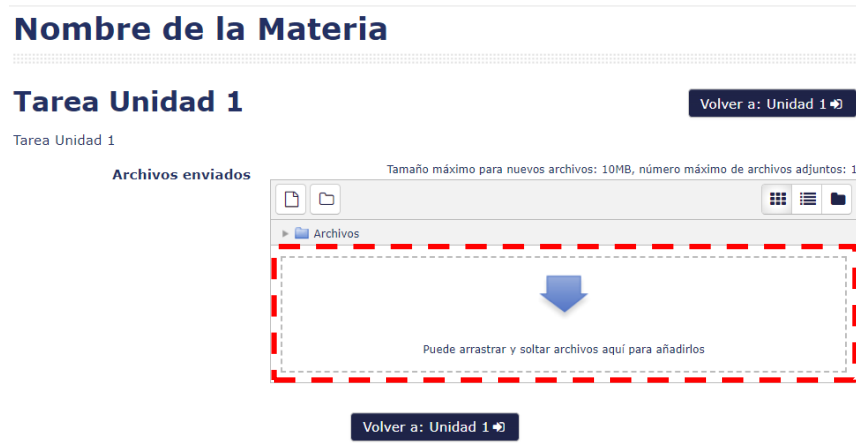 Nombre de la Materia
Tarea Unidad 1
Volver a: Unidad 1
Tarea Unidad 1
Archivos enviados
Tamaño máximo para nuevos archivos: 10MB, número máximo de archivos adjuntos: 1
Archivos
Puede arrastrar y soltar archivos aquí para añadirlos
Volver a: Unidad 1